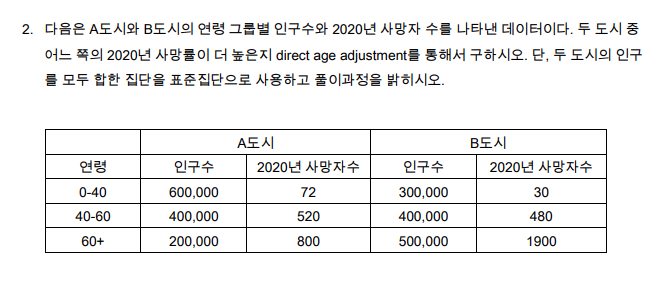 2. 다음은 A도시와 B도시의 연령 그룹별 인구수와 2020년 사망자 수를 나타낸 데이터이다. 두 도시 중
어느 쪽의 2020년 사망률이 더 높은지 direct age adjustment를 통해서 구하시오. 단, 두 도시의 인구
를 모두 합한 집단을 표준집단으로 사용하고 풀이과정을 밝히시오.
A도시 B도시
연령 인구수 2020년 사망자수 인구수 2020년 사망자수
0-40 600,000 72 300,000 30
40-60 400,000 520 400,000 480
60+ 200,000 800 500,000 1900